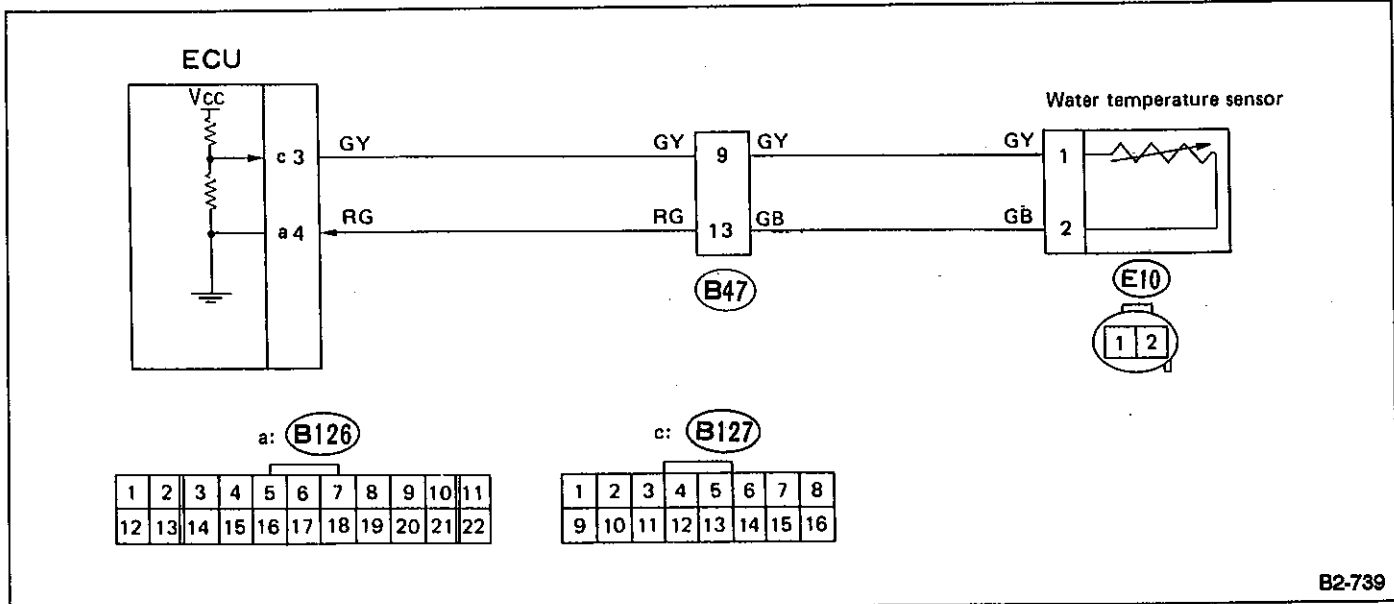 ECU
Vcc
Water temperature sensor
c3 GY GY 9 GY GY 1
a4 RG RG 13 GB GB 2
B47
E10
1 2
a: B126
c: B127
1 2 3 4 5 6 7 8 9 10 11
12 13 14 15 16 17 18 19 20 21 22
1 2 3 4 5 6 7 8
9 10 11 12 13 14 15 16
B2-739